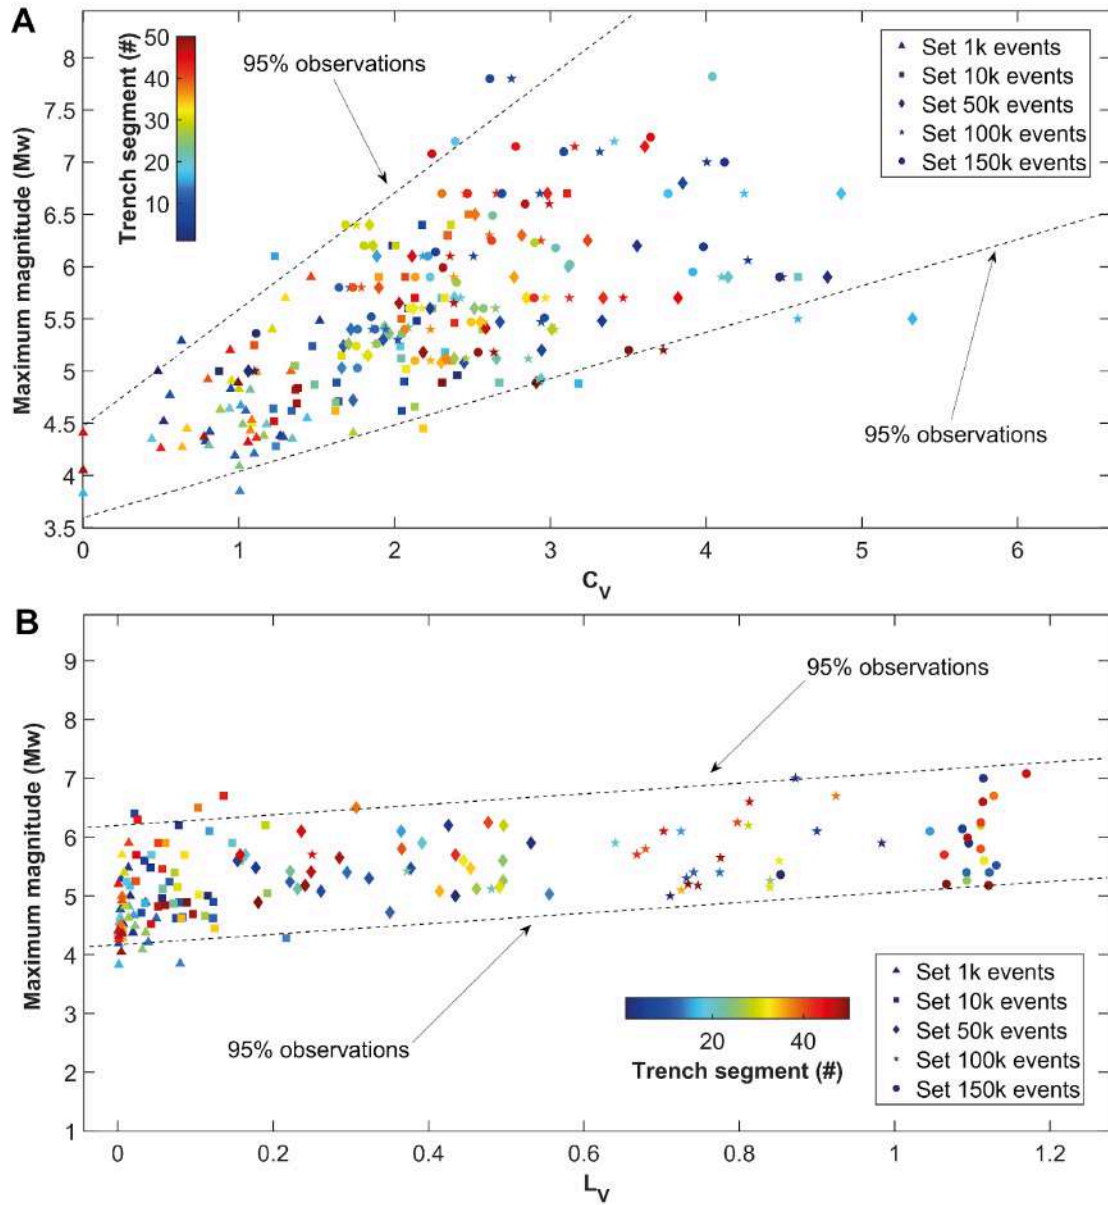 A
Trench segment (#)
50
40
30
20
10
95% observations
Set 1k events
Set 10k events
Set 50k events
Set 100k events
Set 150k events
Maximum magnitude (Mw)
8
7.5
7
6.5
6
5.5
5
4.5
4
3.5
95% observations
0 1 2 3 4 5 6
CV
B
Maximum magnitude (Mw)
9
8
7
6
5
4
3
2
1
95% observations
95% observations
20 40
Trench segment (#)
Set 1k events
Set 10k events
Set 50k events
Set 100k events
Set 150k events
0 0.2 0.4 0.6 0.8 1 1.2
LV